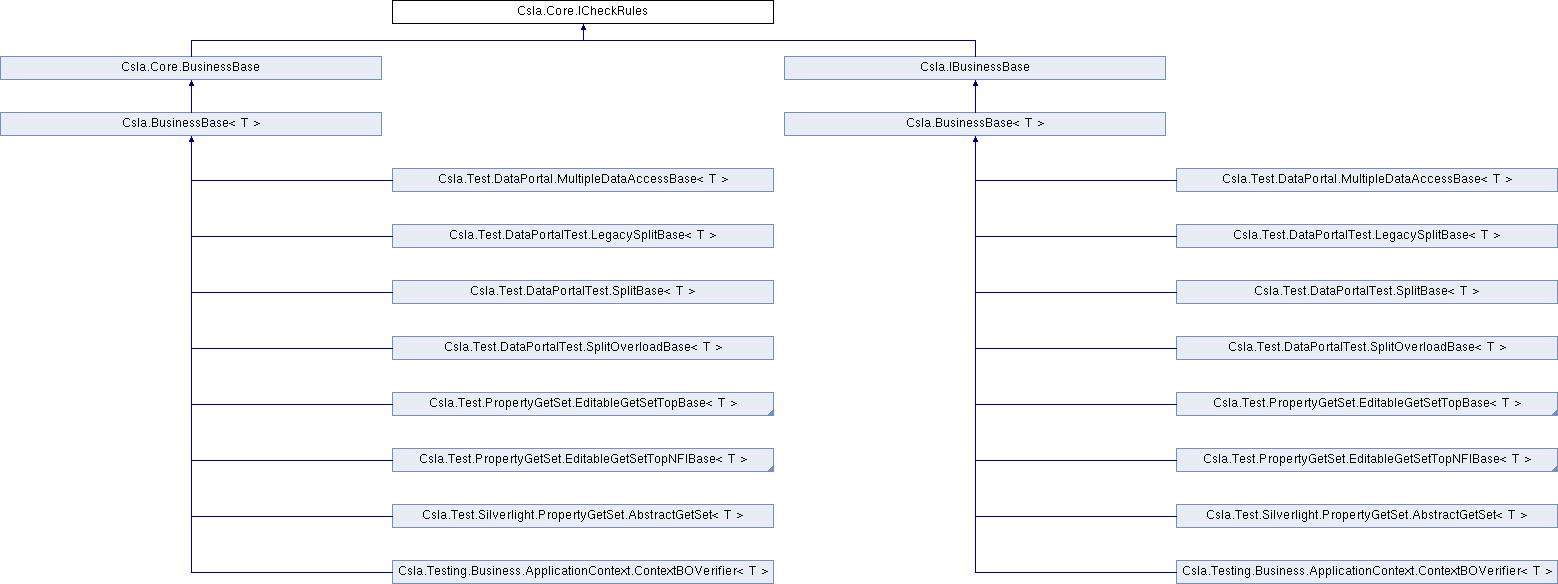 Csla.Core.ICheckRules
Csla.Core.BusinessBase
Csla.IBusinessBase
Csla.BusinessBase< T >
Csla.BusinessBase< T >
Csla.Test.DataPortal.MultipleDataAccessBase< T >
Csla.Test.DataPortal.MultipleDataAccessBase< T >
Csla.Test.DataPortalTest.LegacySplitBase< T >
Csla.Test.DataPortalTest.LegacySplitBase< T >
Csla.Test.DataPortalTest.SplitBase< T >
Csla.Test.DataPortalTest.SplitBase< T >
Csla.Test.DataPortalTest.SplitOverloadBase< T >
Csla.Test.DataPortalTest.SplitOverloadBase< T >
Csla.Test.PropertyGetSet.EditableGetSetTopBase< T >
Csla.Test.PropertyGetSet.EditableGetSetTopBase< T >
Csla.Test.PropertyGetSet.EditableGetSetTopNFIBase< T >
Csla.Test.PropertyGetSet.EditableGetSetTopNFIBase< T >
Csla.Test.Silverlight.PropertyGetSet.AbstractGetSet< T >
Csla.Test.Silverlight.PropertyGetSet.AbstractGetSet< T >
Csla.Testing.Business.ApplicationContext.ContextBOVerifier< T >
Csla.Testing.Business.ApplicationContext.ContextBOVerifier< T >